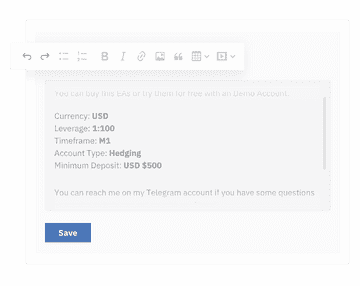 You can buy this EAs or try them for free with an Demo Account.
Currency: USD
Leverage: 1:100
Timeframe: M1
Account Type: Hedging
Minimum Deposit: USD $500
You can reach me on my Telegram account if you have some questions
Save